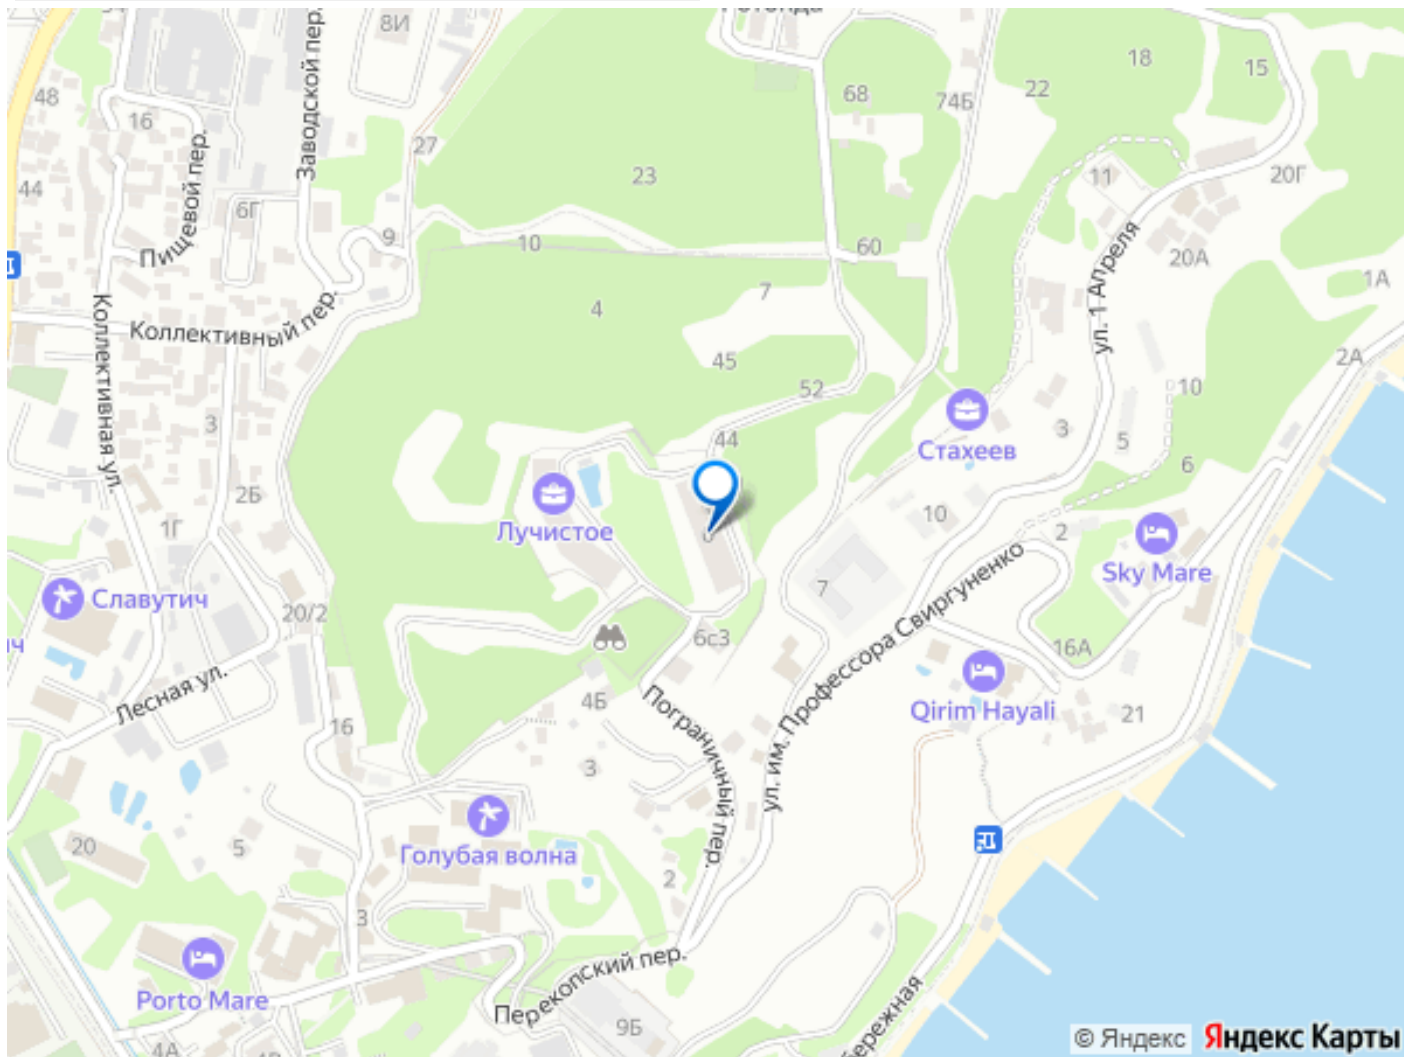 8И
Заводской пер.
48
16
Пищевой пер.
44
6Г
27
9
10
23
68
74Б
22
18
15
11
20Г
20А
60
7
4
45
52
1А
2А
ул. 1 Апреля
Коллективный пер.
Коллективная ул.
3
2Б
1Г
44
Лучистое
Стахеев
3
5
10
6
10
2
Sky Mare
Славутич
ич
20/2
6с3
7
ул. им. Профессора Свиргуненко
16А
Qirim Hayali
21
Лесная ул.
4Б
Пограничный пер.
16
3
20
5
Голубая волна
2
3
Porto Mare
Перекопский пер.
9Б
4А
бережная
© Яндекс Яндекс Карты